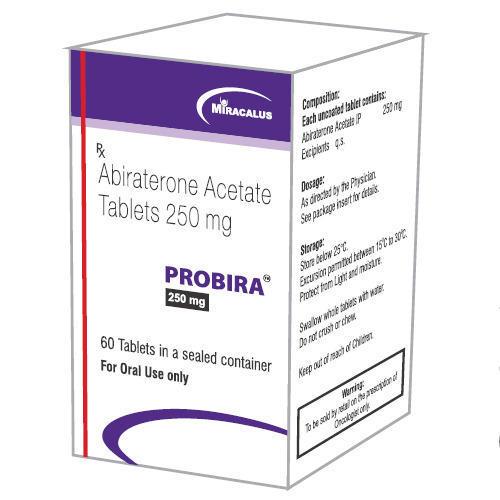 MIRACALUS
Rx
Abiraterone Acetate
Tablets 250 mg
PROBIRA™
250 mg
60 Tablets in a sealed container
For Oral Use only
Composition:
Each uncoated tablet contains:
Abiraterone Acetate IP 250 mg
Excipients q.s.
Dosage:
As directed by the Physician.
See package insert for details.
Storage:
Store below 25°C.
Excursion permitted between 15°C to 30°C.
Protect from Light and moisture.
Swallow whole tablets with water.
Do not crush or chew.
Keep out of reach of Children.
Warning:
To be sold by retail on the prescription of
Oncologist only.